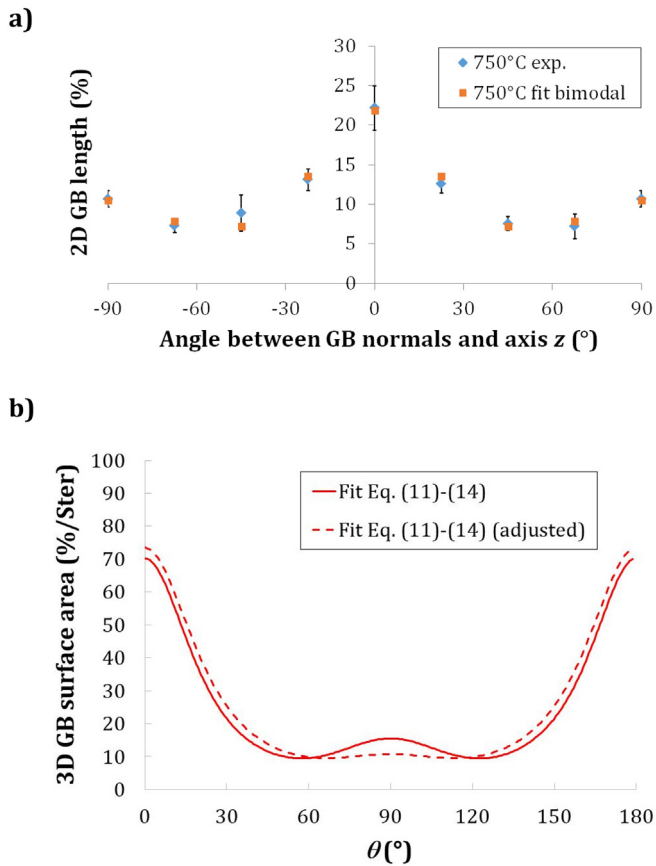 a)
2D GB length (%)
30
25
20
15
10
5
0
750°C exp.
750°C fit bimodal
-90 -60 -30 0 30 60 90
Angle between GB normals and axis z (°)
b)
3D GB surface area (%/Ster)
100
90
80
70
60
50
40
30
20
10
0
Fit Eq. (11)-(14)
Fit Eq. (11)-(14) (adjusted)
0 30 60 90 120 150 180
θ (°)